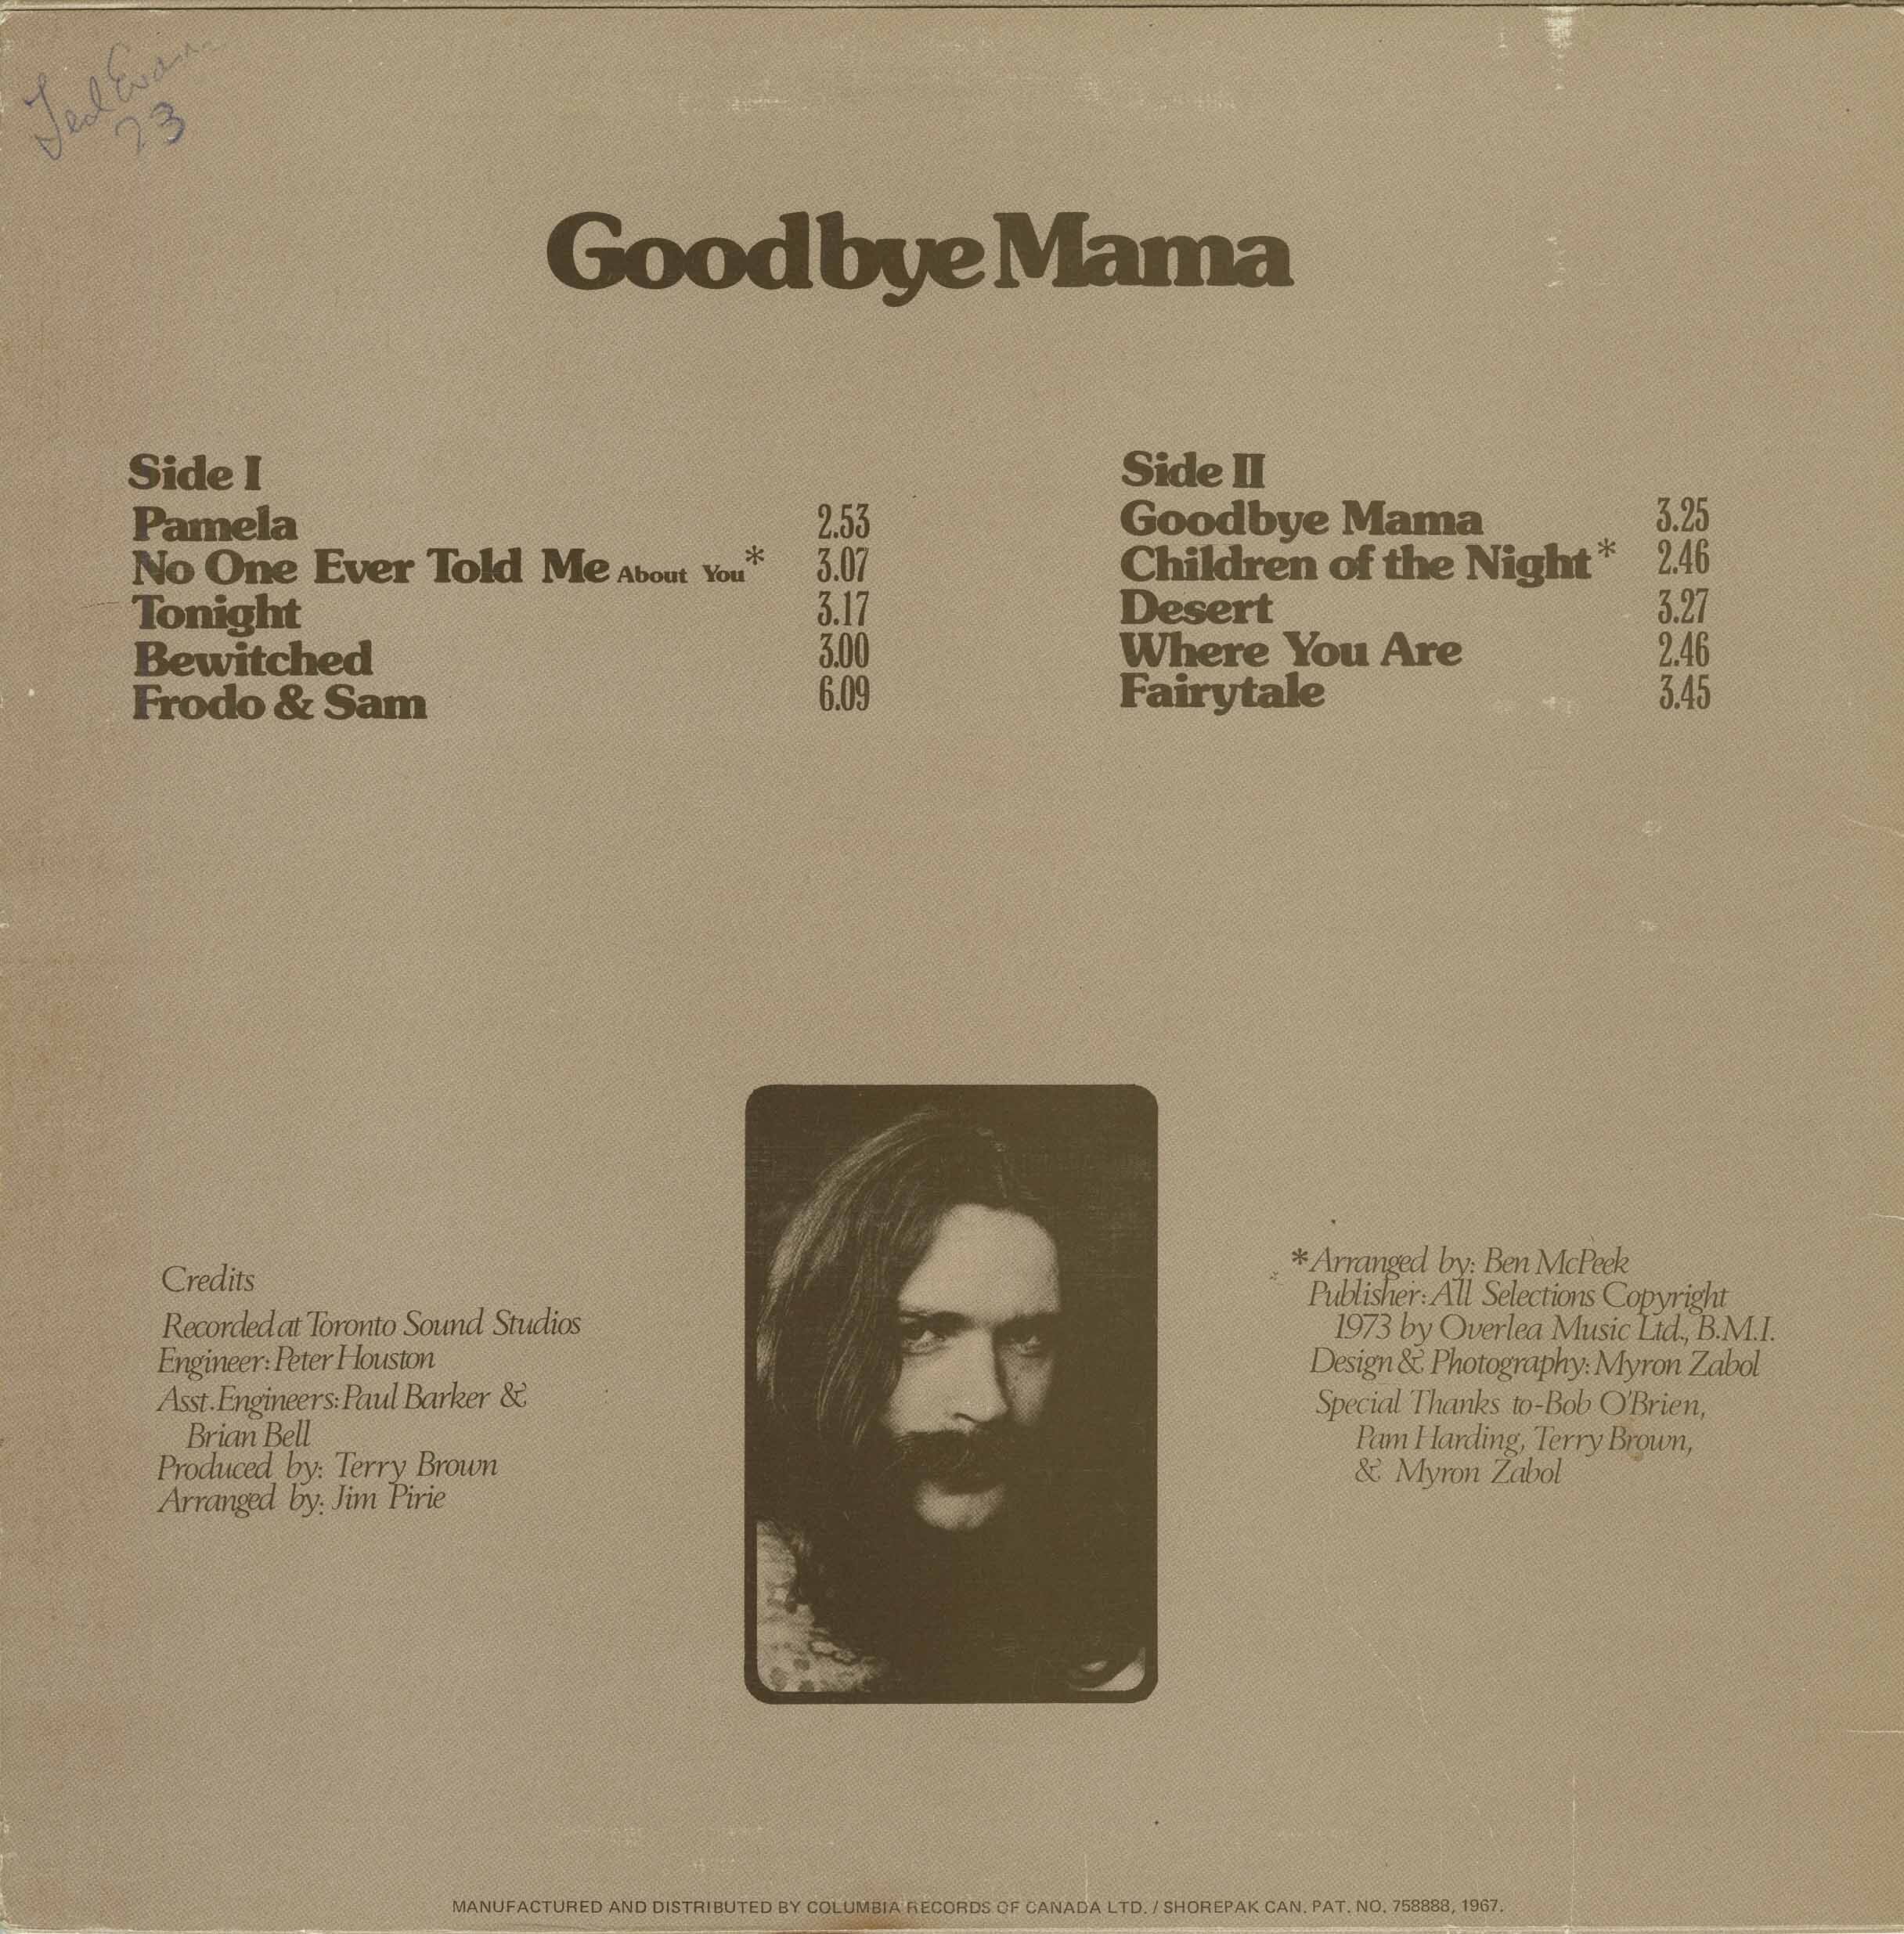 Ted
73
Goodbye Mama
Side I
Pamela 2.53
No One Ever Told Me About You* 3.07
Tonight 3.17
Bewitched 3.00
Frodo & Sam 6.09
Side II
Goodbye Mama 3.25
Children of the Night* 2.46
Desert 3.27
Where You Are 2.46
Fairytale 3.45
Credits
Recorded at Toronto Sound Studios
Engineer: Peter Houston
Asst. Engineers: Paul Barker &
Brian Bell
Produced by: Terry Brown
Arranged by: Jim Pirie
*Arranged by: Ben McPeek
Publisher: All Selections Copyright
1973 by Overlea Music Ltd., B.M.I.
Design & Photography: Myron Zabol
Special Thanks to-Bob O'Brien,
Pam Harding, Terry Brown,
& Myron Zabol
MANUFACTURED AND DISTRIBUTED BY COLUMBIA RECORDS OF CANADA LTD. / SHOREPAK CAN. PAT. NO. 758888, 1967.